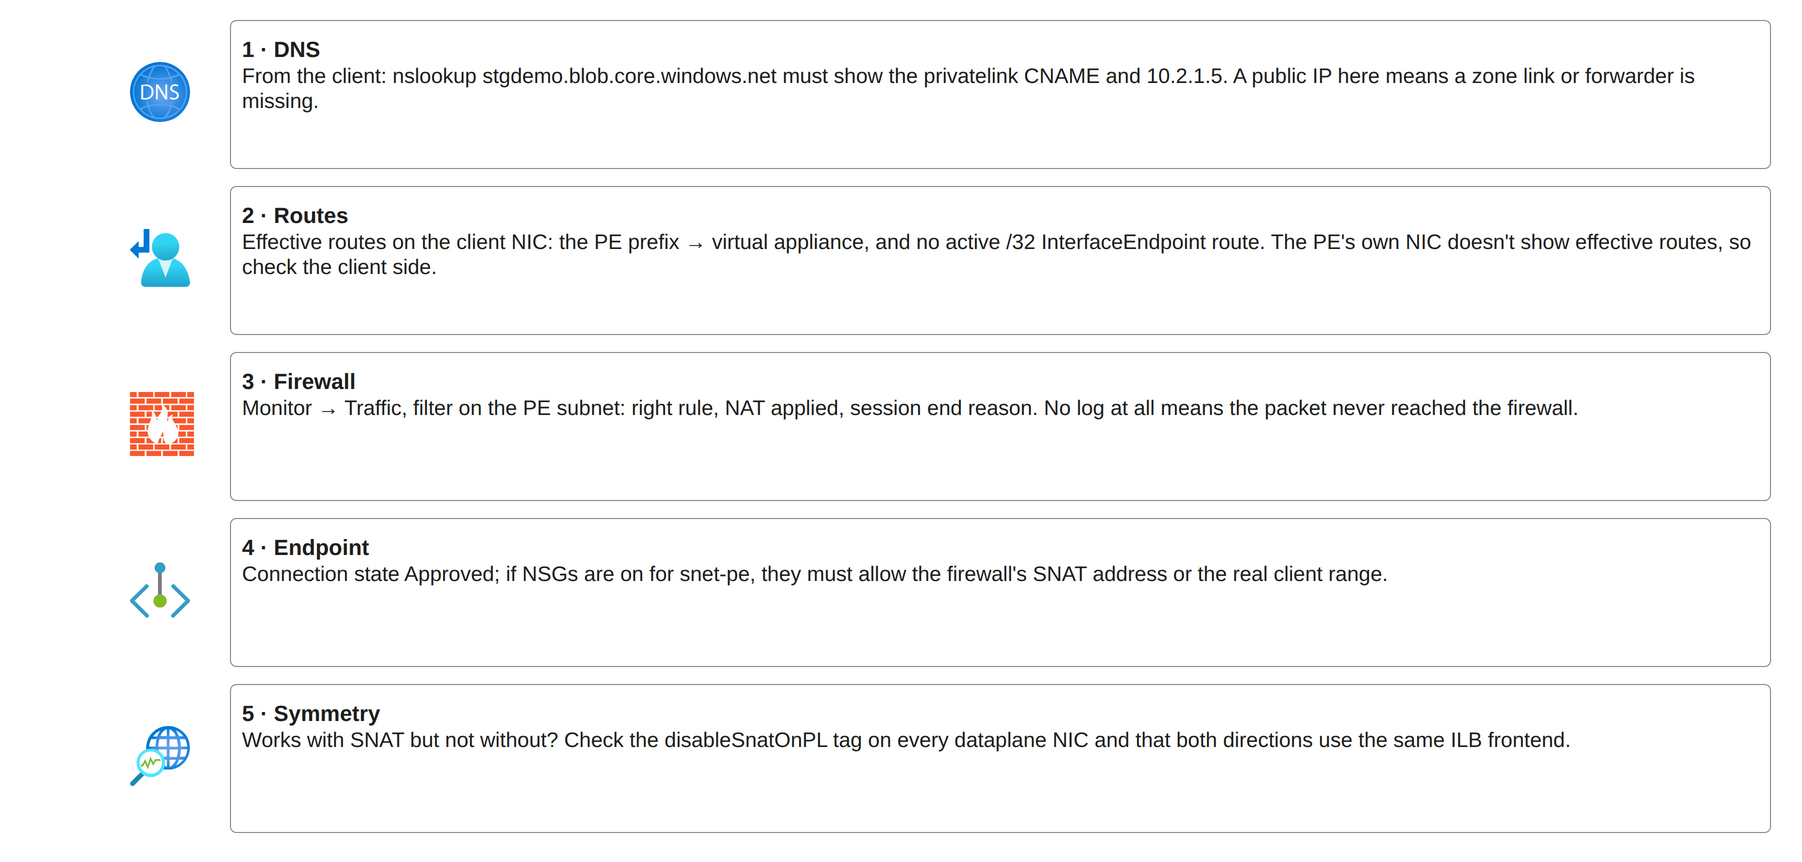 DNS
1 · DNS
From the client: nslookup stgdemo.blob.core.windows.net must show the privatelink CNAME and 10.2.1.5. A public IP here means a zone link or forwarder is
missing.
2 · Routes
Effective routes on the client NIC: the PE prefix → virtual appliance, and no active /32 InterfaceEndpoint route. The PE's own NIC doesn't show effective routes, so
check the client side.
3 · Firewall
Monitor → Traffic, filter on the PE subnet: right rule, NAT applied, session end reason. No log at all means the packet never reached the firewall.
4 · Endpoint
Connection state Approved; if NSGs are on for snet-pe, they must allow the firewall's SNAT address or the real client range.
5 · Symmetry
Works with SNAT but not without? Check the disableSnatOnPL tag on every dataplane NIC and that both directions use the same ILB frontend.